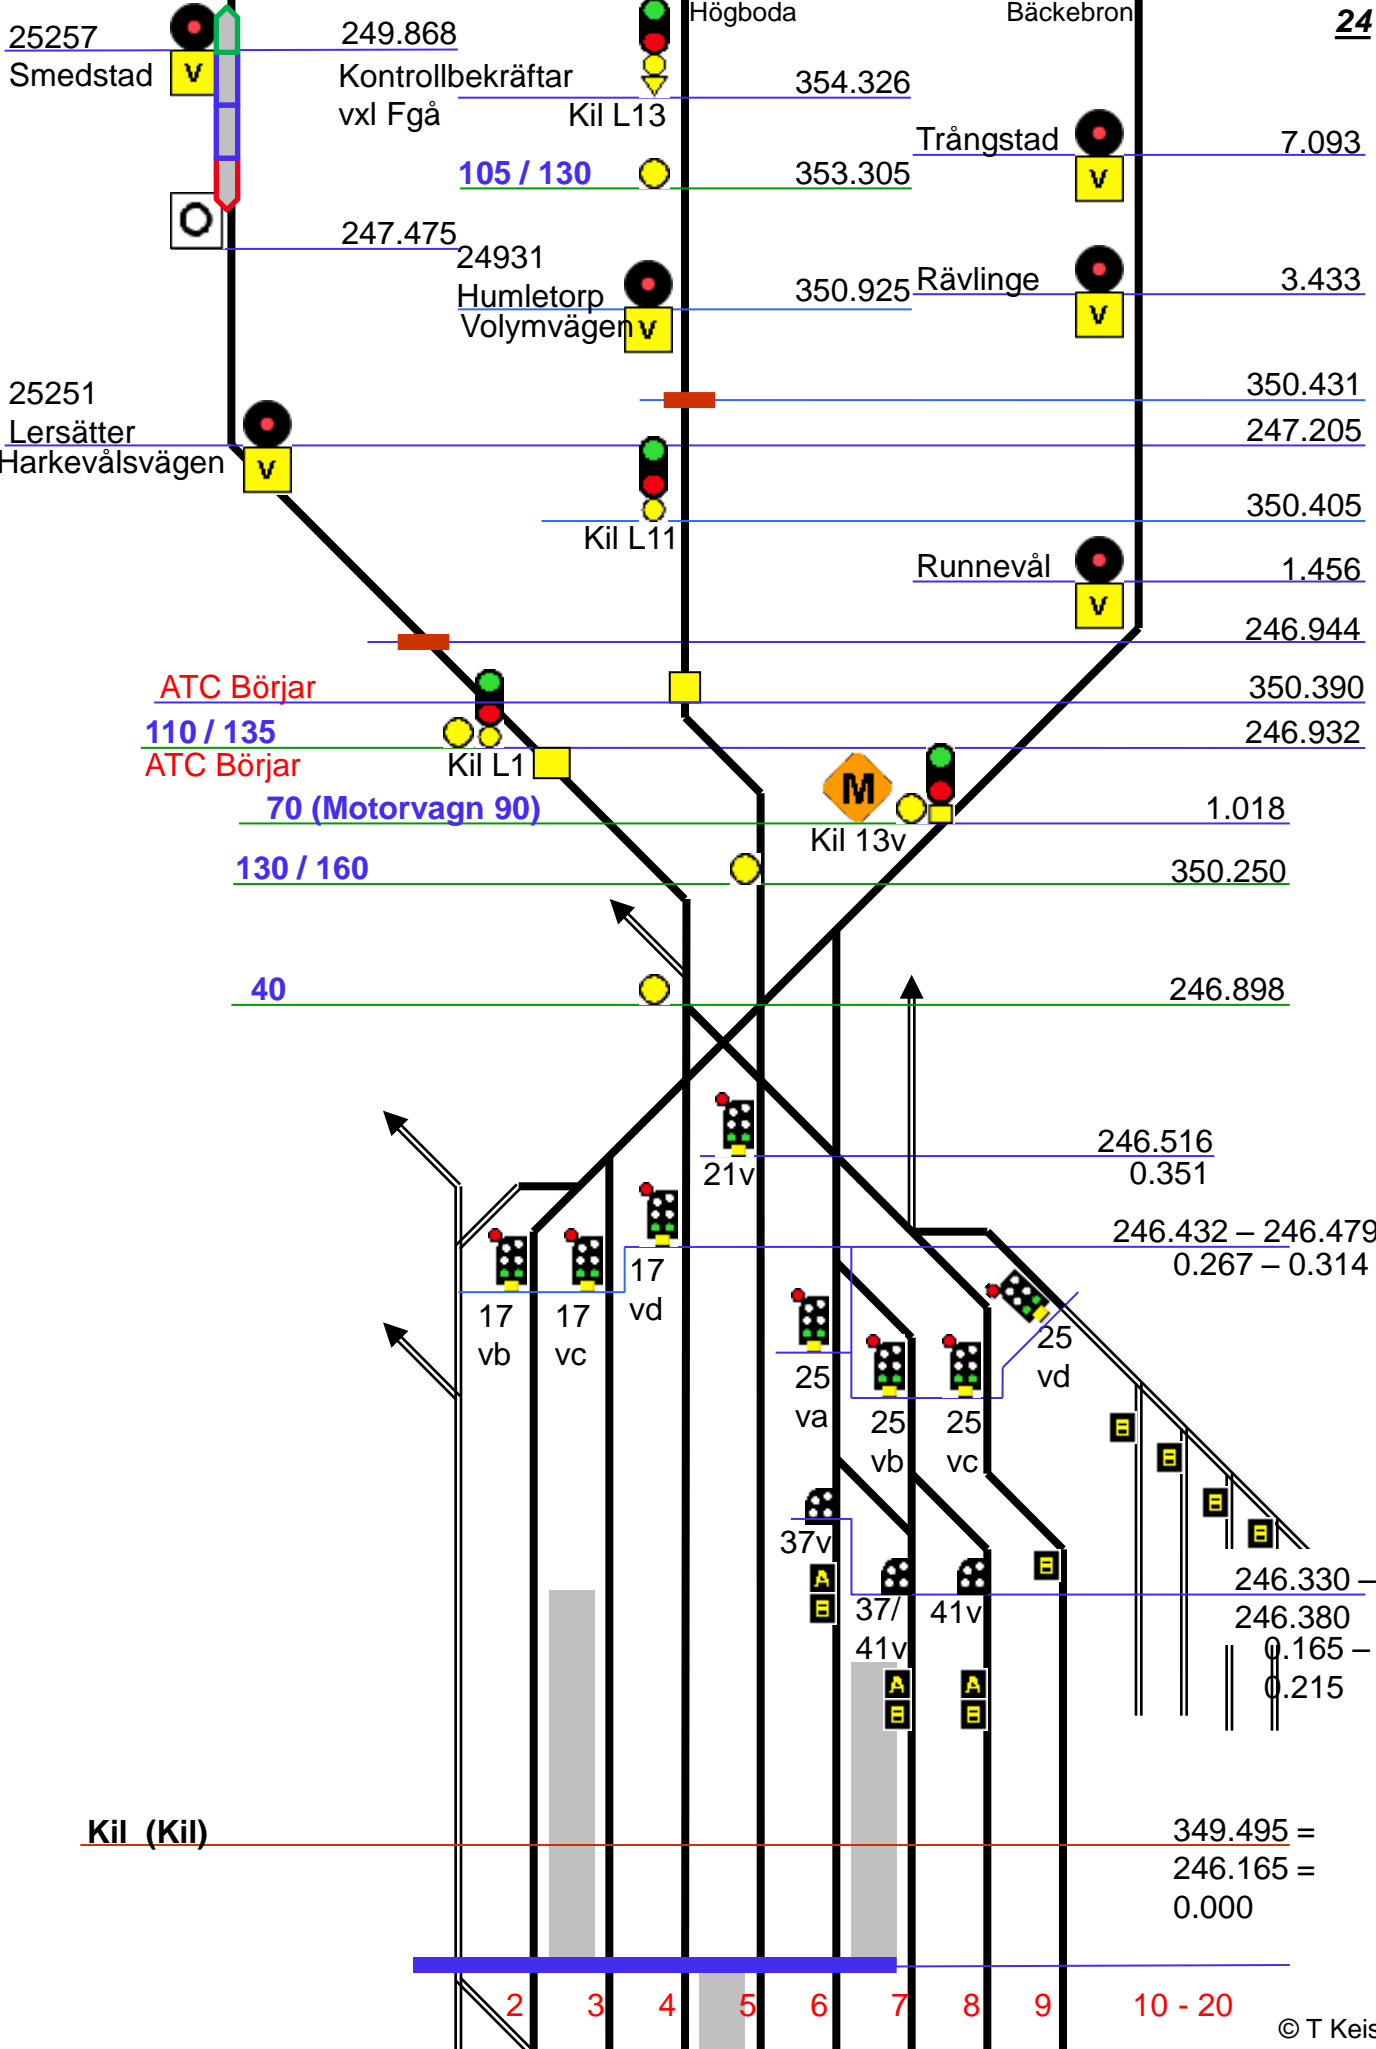 Högboda
Bäckebron
24
25257
249.868
V
Smedstad
Kontrollbekräftar
354.326
vxl Fgå
Kil L13
Trångstad
7.093
105 / 130
353.305
V
O
247.475
24931
Humletorp
350.925
Rävlinge
3.433
Volymvägen
V
V
25251
350.431
Lersätter
247.205
Harkevålsvägen
V
350.405
Kil L11
Runnevål
1.456
V
246.944
ATC Börjar
350.390
110 / 135
246.932
ATC Börjar
Kil L1
M
70 (Motorvagn 90)
1.018
Kil 13v
130 / 160
350.250
40
246.898
246.516
21v
0.351
246.432 – 246.479
17
0.267 – 0.314
vd
17
17
vb
vc
25
vd
25
va
25
25
vb
vc
B
B
B
B
37v
A
B
B
246.330 –
37/
41v
246.380
41v
0.165 –
0.215
A
A
B
B
Kil (Kil)
349.495 =
246.165 =
0.000
2
3
4
5
6
7
8
9
10 - 20
© T Keis